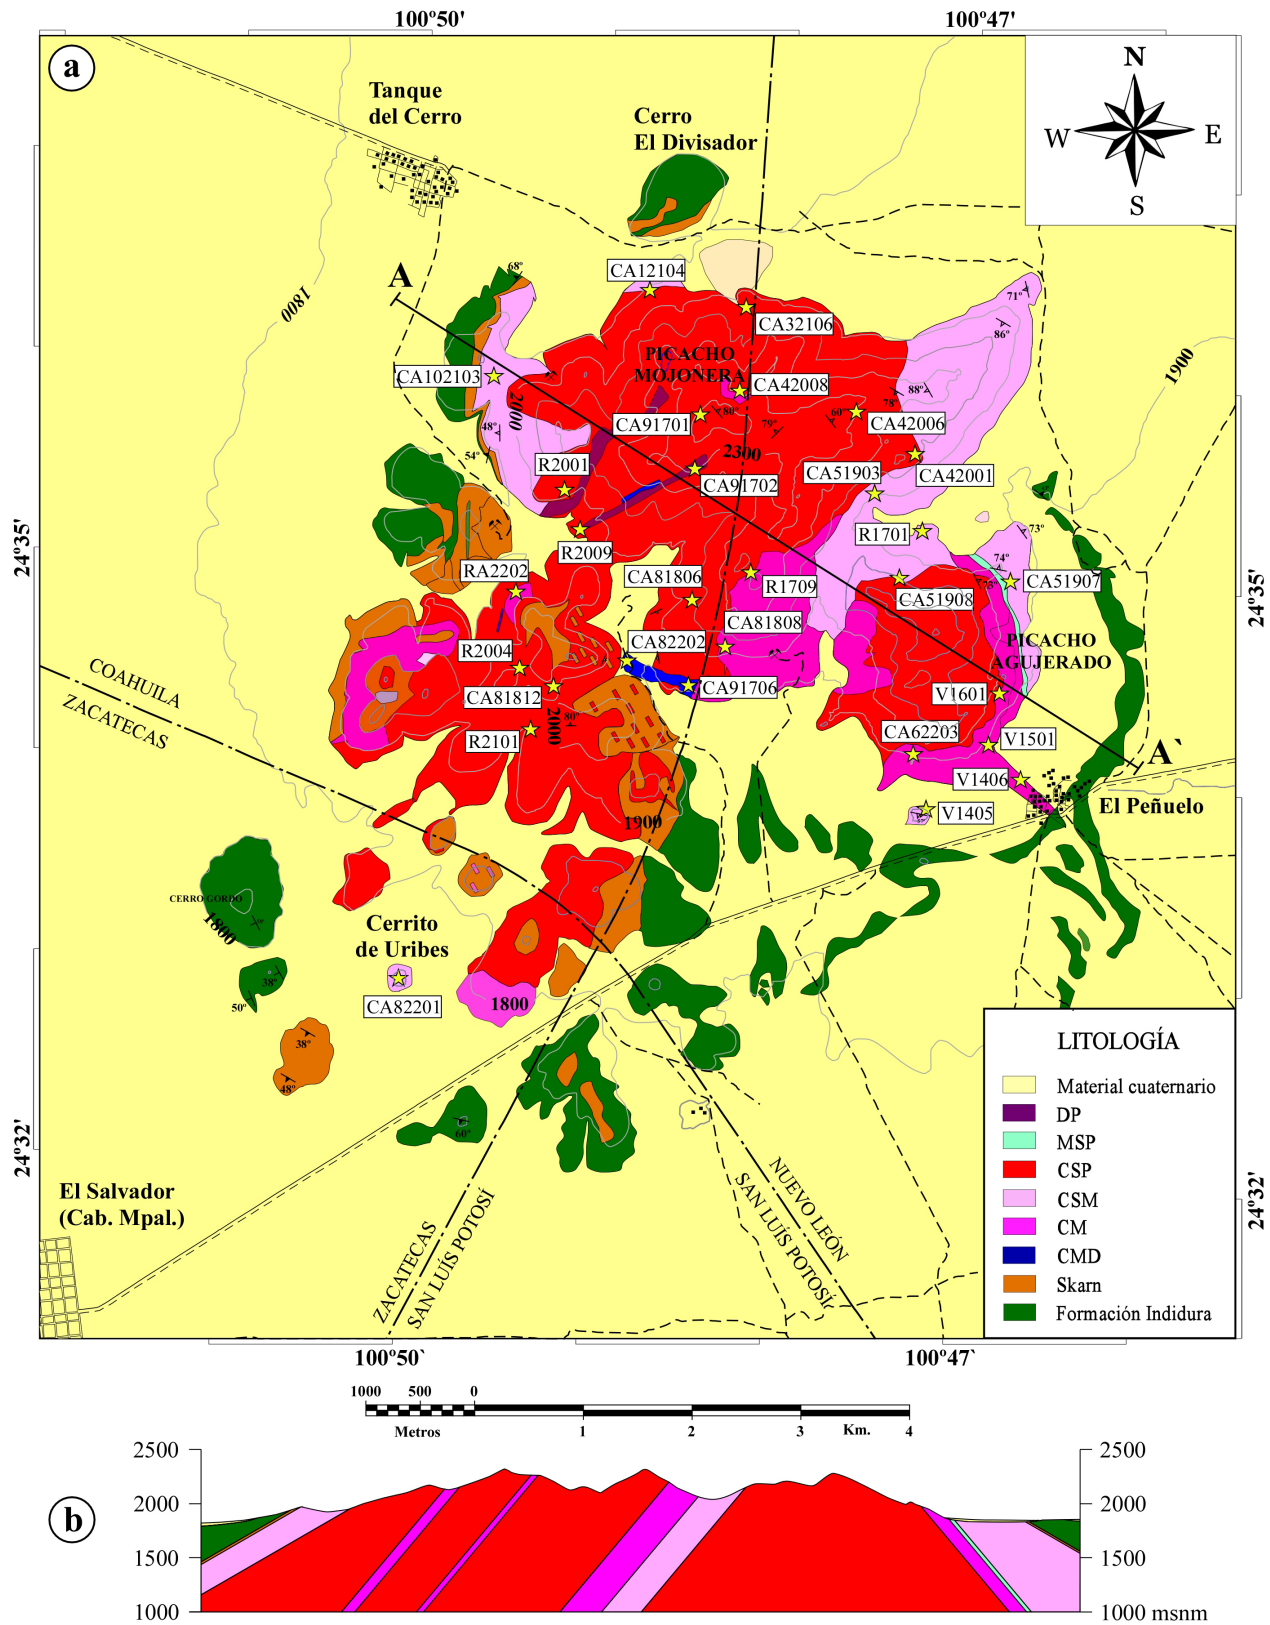 100º50'
100º47'
a
N
W
E
S
Tanque
del Cerro
Cerro
El Divisador
68º
A
CA12104
71º
1800
CA32106
86º
PICACHO
MOJONERA
1900
CA102103
CA42008
88º
78º
2000
CA91701
80º
60º
CA42006
79º
48º
54º
2300
R2001
CA91702
CA51903
CA42001
24º35'
R2009
R1701
73º
74º
RA2202
CA81806
R1709
CA51907
73º
24º35'
CA51908
CA81808
PICACHO
AGUJERADO
R2004
CA82202
COAHUILA
ZACATECAS
CA81812
CA91706
V1601
2000
80º
R2101
CA62203
V1501
A`
V1406
El Peñuelo
V1405
1900
CERRO GORDO
1800
Cerrito
de Uribes
38º
50º
CA82201
1800
38º
48º
60º
LITOLOGÍA
Material cuaternario
DP
MSP
CSP
CSM
CM
CMD
Skarn
Formación Indidura
24º32'
24º32'
El Salvador
(Cab. Mpal.)
ZACATECAS
SAN LUÍS POTOSÍ
NUEVO LEÓN
SAN LUÍS POTOSÍ
100º50`
100º47`
1000
500
0
Metros
1
2
3
Km.
4
b
2500
2000
1500
1000
2500
2000
1500
1000 msnm